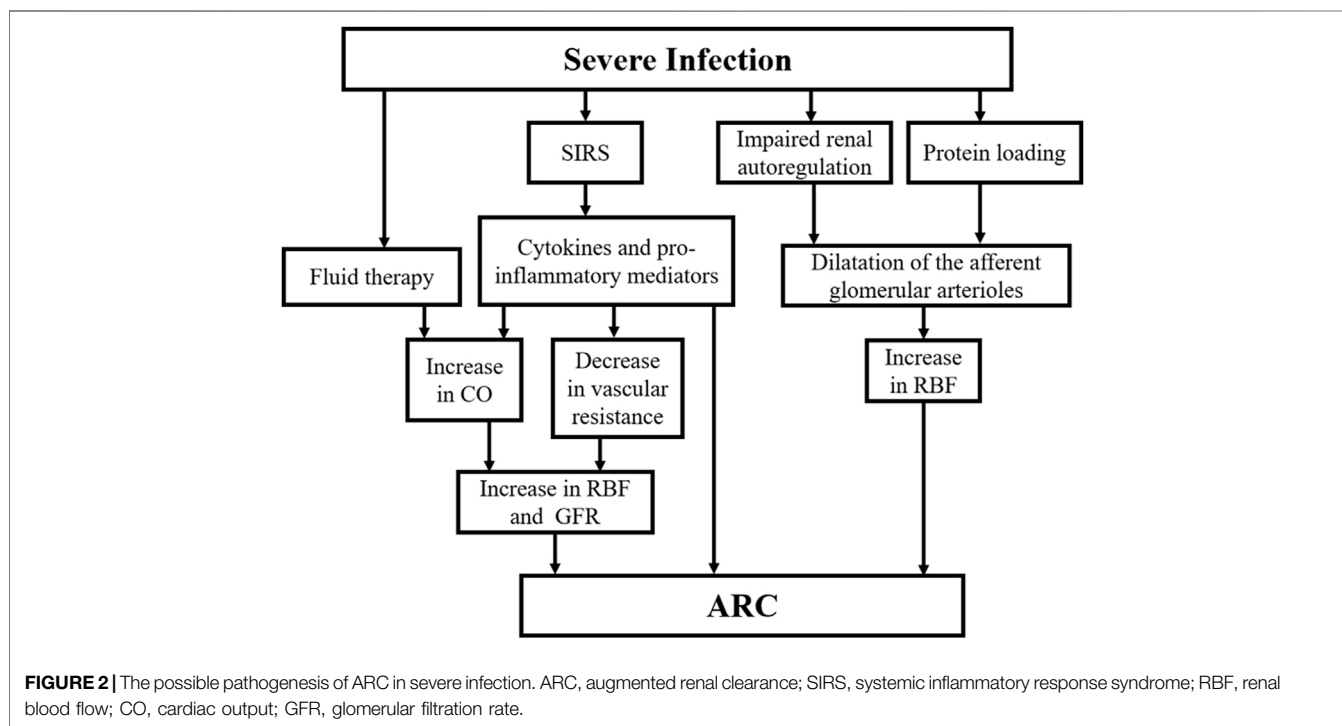 Severe Infection
SIRS
Impaired renal
autoregulation
Protein loading
Fluid therapy
Cytokines and pro-
inflammatory mediators
Dilatation of the afferent
glomerular arterioles
Increase
in CO
Decrease
in vascular
resistance
Increase
in RBF
Increase in RBF
and GFR
ARC
FIGURE 2 | The possible pathogenesis of ARC in severe infection. ARC, augmented renal clearance; SIRS, systemic inflammatory response syndrome; RBF, renal
blood flow; CO, cardiac output; GFR, glomerular filtration rate.